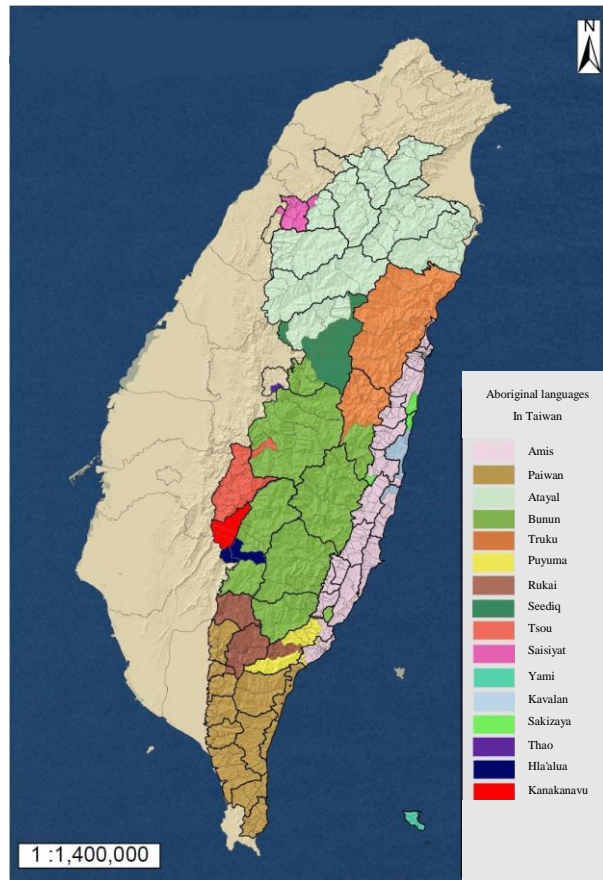 N
Aboriginal languages
In Taiwan
Amis
Paiwan
Atayal
Bunun
Truku
Puyuma
Rukai
Seediq
Tsou
Saisiyat
Yami
Kavalan
Sakizaya
Thao
Hla'alua
Kanakanavu
1 :1,400,000